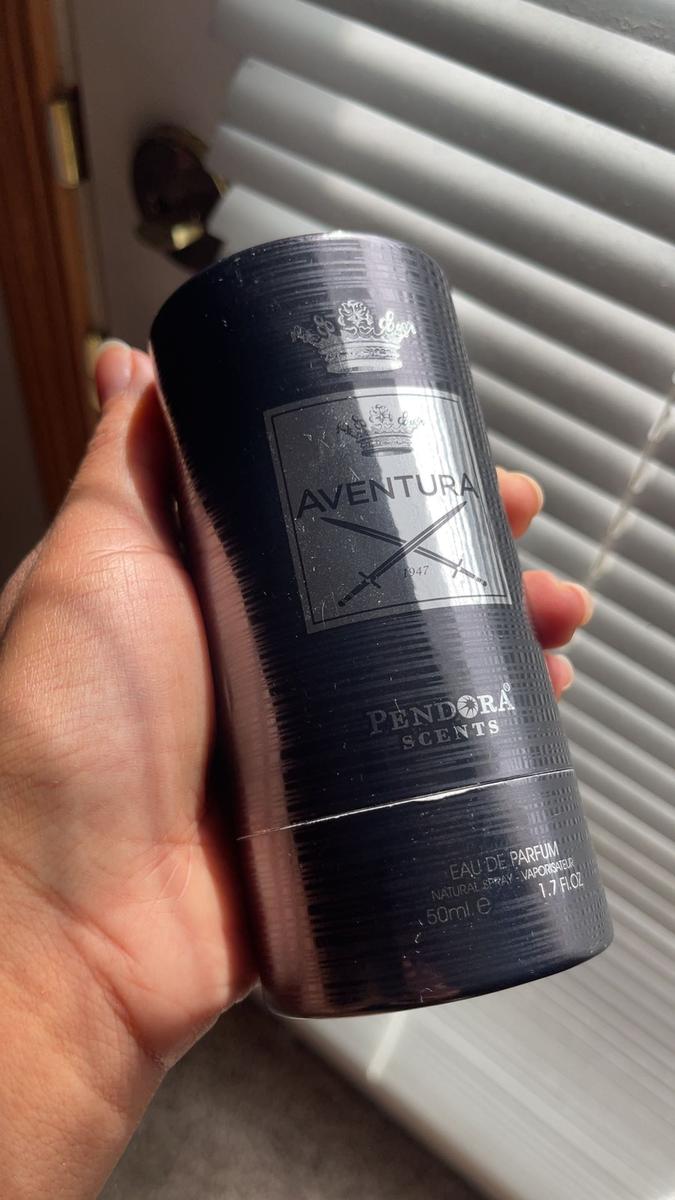 AVENTURA
1947
PENDORA®
SCENTS
EAU DE PARFUM
NATURAL SPRAY - VAPORISATEUR
50ml. e 1.7 Fl.OZ